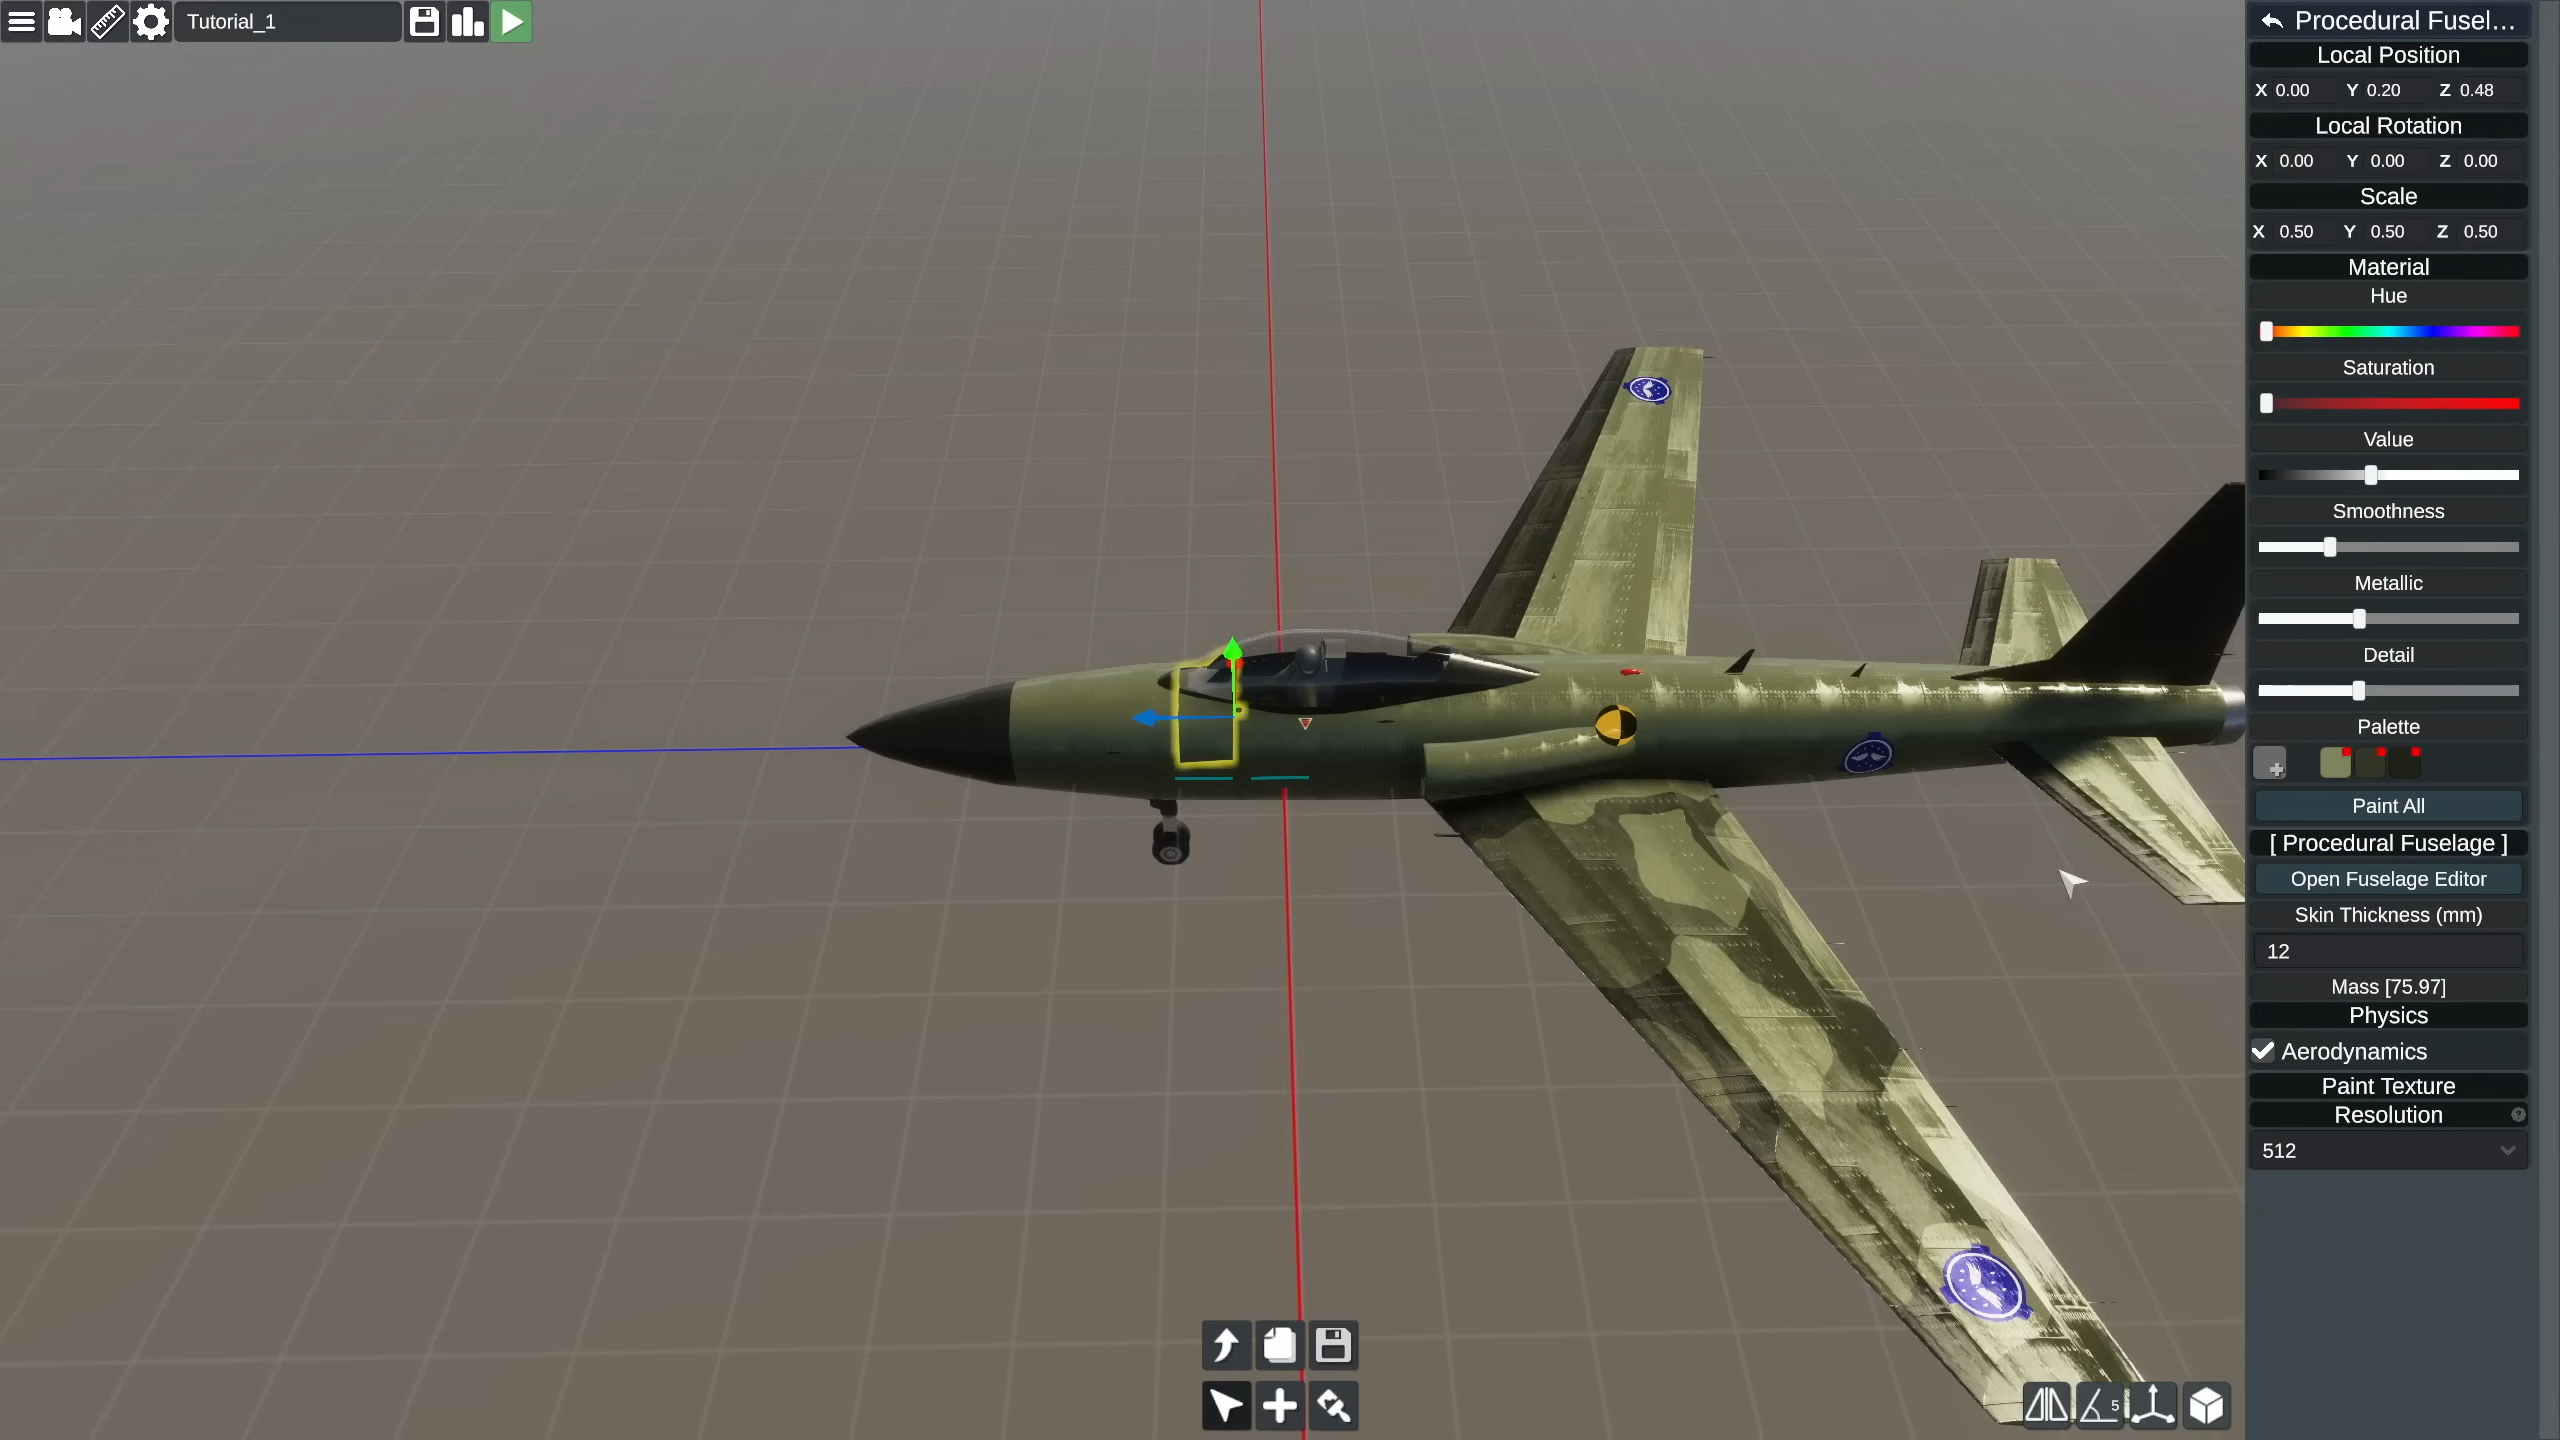 Tutorial_1
Procedural Fusel...
Local Position
X 0.00 Y 0.20 Z 0.48
Local Rotation
X 0.00 Y 0.00 Z 0.00
Scale
X 0.50 Y 0.50 Z 0.50
Material
Hue
Saturation
Value
Smoothness
Metallic
Detail
Palette
Paint All
[ Procedural Fuselage ]
Open Fuselage Editor
Skin Thickness (mm)
12
Mass [75.97]
Physics
Aerodynamics
Paint Texture
Resolution ?
512
5